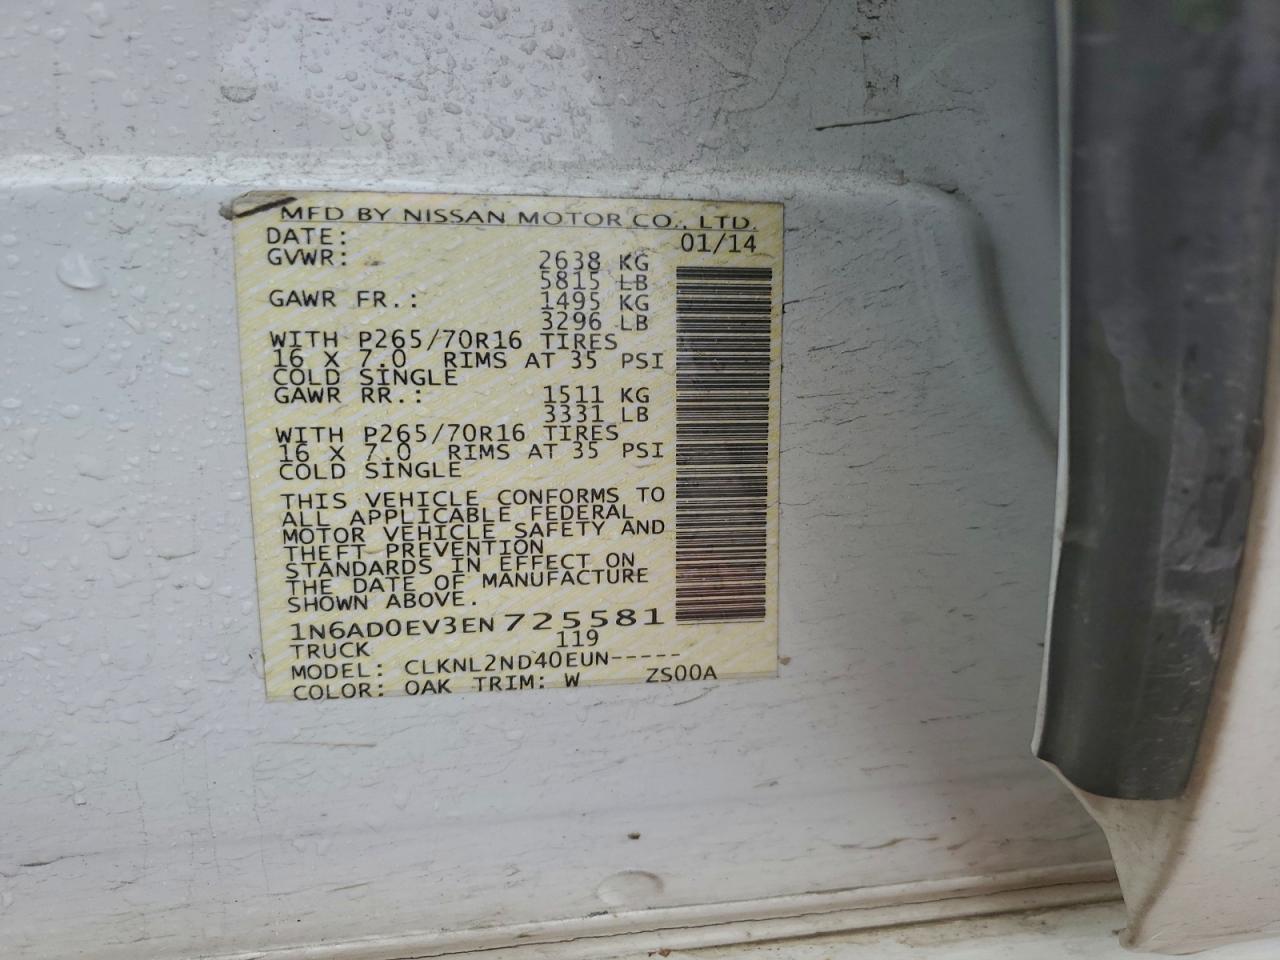 MFD BY NISSAN MOTOR CO., LTD.
DATE: 01/14
GVWR: 2638 KG
5815 LB
GAWR FR.: 1495 KG
3296 LB
WITH P265/70R16 TIRES
16 X 7.0 RIMS AT 35 PSI
COLD SINGLE
GAWR RR.: 1511 KG
3331 LB
WITH P265/70R16 TIRES
16 X 7.0 RIMS AT 35 PSI
COLD SINGLE
THIS VEHICLE CONFORMS TO
ALL APPLICABLE FEDERAL
MOTOR VEHICLE SAFETY AND
THEFT PREVENTION
STANDARDS IN EFFECT ON
THE DATE OF MANUFACTURE
SHOWN ABOVE.
1N6AD0EV3EN725581
TRUCK 119
MODEL: CLKNL2ND40EUN-----
COLOR: QAK TRIM: W ZS00A